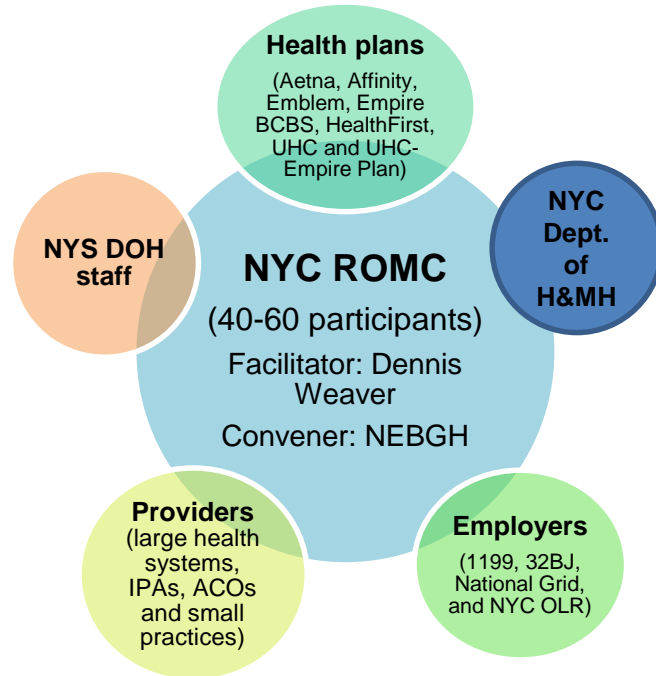 Health plans
(Aetna, Affinity,
Emblem, Empire
BCBS, HealthFirst,
UHC and UHC-
Empire Plan)
NYS DOH
staff
NYC
Dept.
of
H&MH
NYC ROMC
(40-60 participants)
Facilitator: Dennis
Weaver
Convener: NEBGH
Providers
(large health
systems,
IPAs, ACOs
and small
practices)
Employers
(1199, 32BJ,
National Grid,
and NYC OLR)